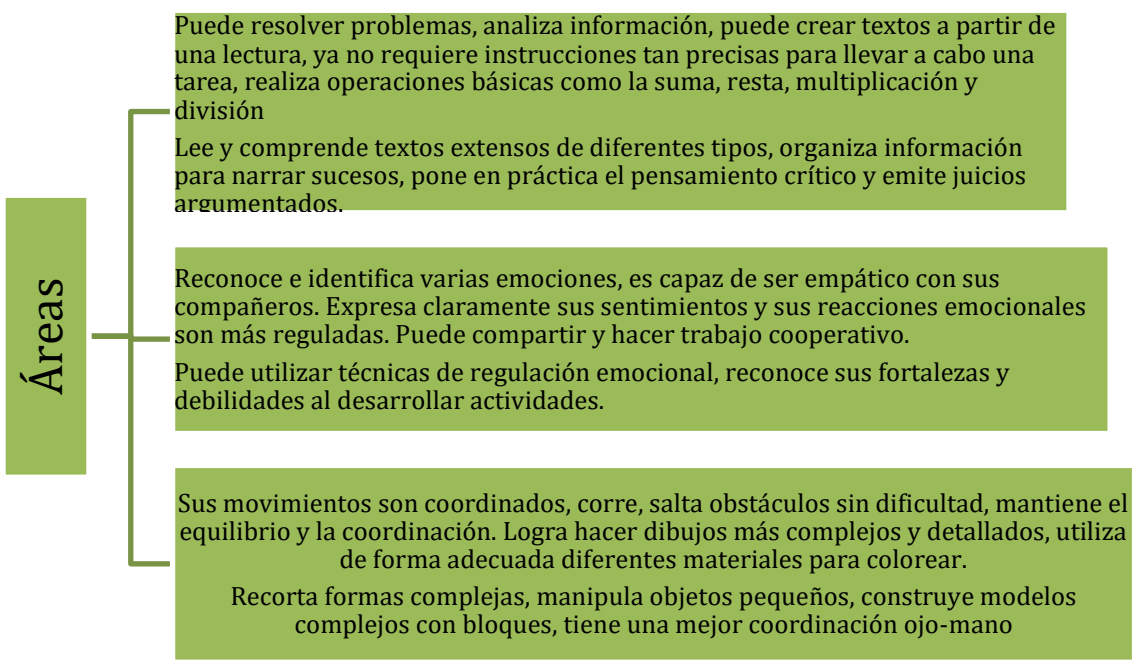 Áreas
Puede resolver problemas, analiza información, puede crear textos a partir de
una lectura, ya no requiere instrucciones tan precisas para llevar a cabo una
tarea, realiza operaciones básicas como la suma, resta, multiplicación y
división
Lee y comprende textos extensos de diferentes tipos, organiza información
para narrar sucesos, pone en práctica el pensamiento crítico y emite juicios
argumentados.
Reconoce e identifica varias emociones, es capaz de ser empático con sus
compañeros. Expresa claramente sus sentimientos y sus reacciones emocionales
son más reguladas. Puede compartir y hacer trabajo cooperativo.
Puede utilizar técnicas de regulación emocional, reconoce sus fortalezas y
debilidades al desarrollar actividades.
Sus movimientos son coordinados, corre, salta obstáculos sin dificultad, mantiene el
equilibrio y la coordinación. Logra hacer dibujos más complejos y detallados, utiliza
de forma adecuada diferentes materiales para colorear.
Recorta formas complejas, manipula objetos pequeños, construye modelos
complejos con bloques, tiene una mejor coordinación ojo-mano